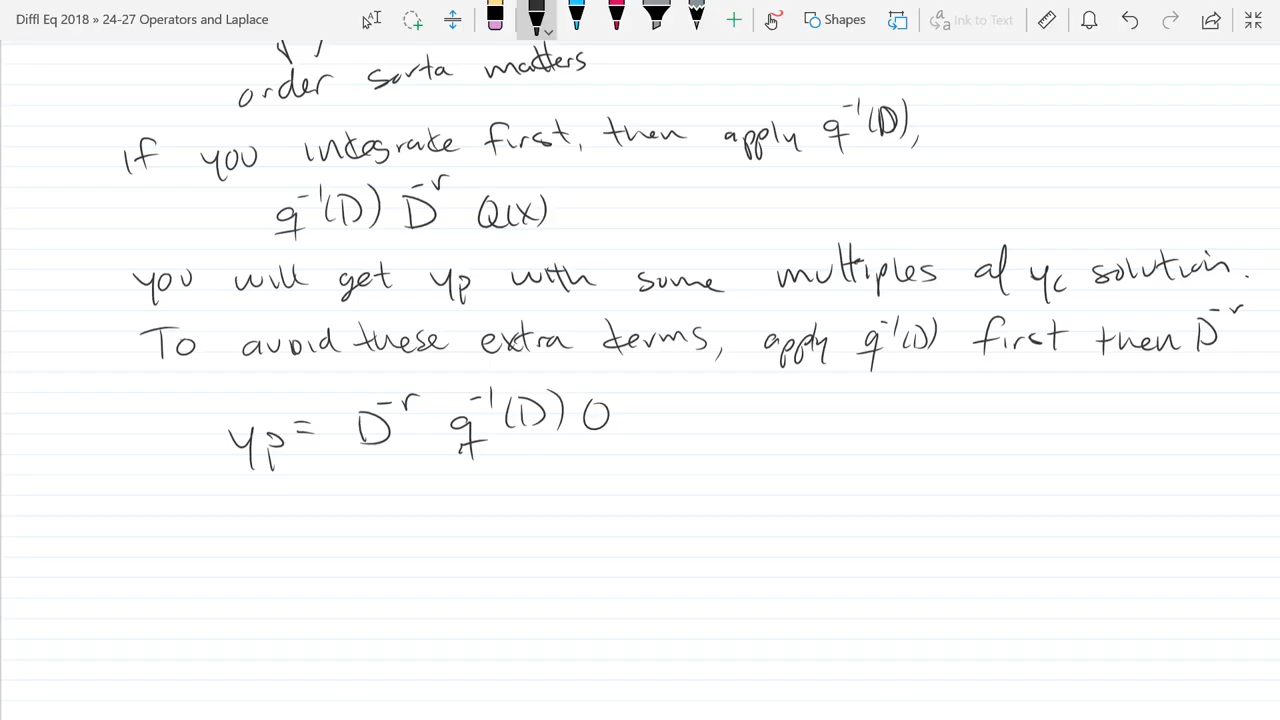 Diffl Eq 2018 » 24-27 Operators and Laplace
Shapes
Ink to Text
order sorta matters
If you integrate first, then apply q⁻¹(D),
q⁻¹(D) D⁻ʳ Q(x)
you will get yp with some multiples of yc solution.
To avoid these extra terms, apply q⁻¹(D) first then D⁻ʳ
yp = D⁻ʳ q⁻¹(D) O